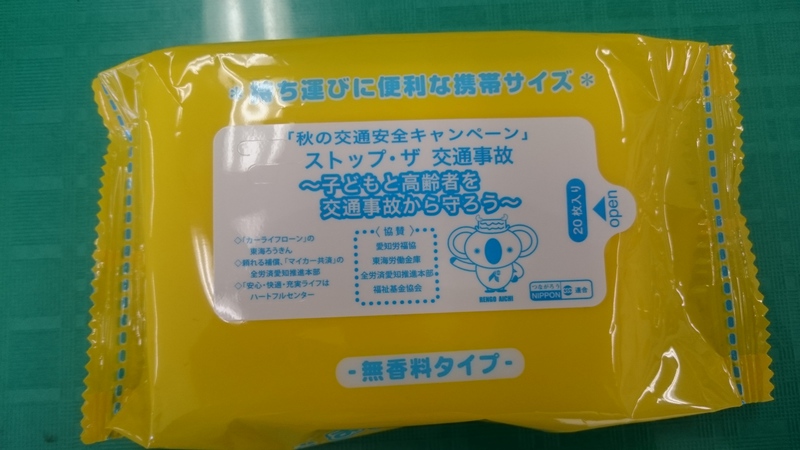 ＊持ち運びに便利な携帯サイズ＊
「秋の交通安全キャンペーン」
ストップ・ザ 交通事故
～子どもと高齢者を
交通事故から守ろう～
20枚入り
open
◇「カーライフローン」の
東海ろうきん
◇頼れる補償、「マイカー共済」の
全労済愛知推進本部
◇「安心・快適・充実ライフは
ハートフルセンター
〈協賛〉
愛知労福協
東海労働金庫
全労済愛知推進本部
福祉基金協会
RENGO AICHI
つながろう
NIPPON
連合
-無香料タイプ-